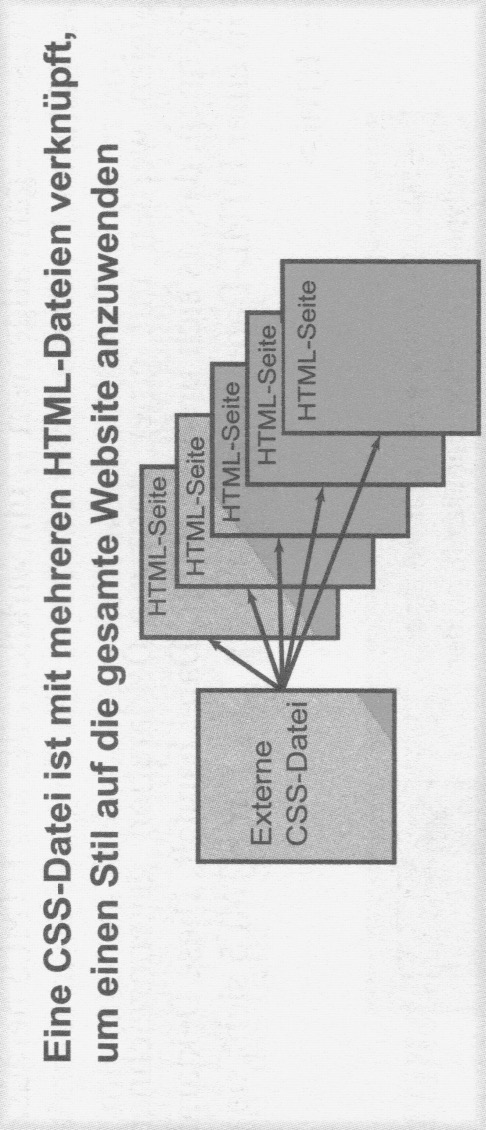 Eine CSS-Datei ist mit mehreren HTML-Dateien verknüpft,
um einen Stil auf die gesamte Website anzuwenden
Externe
CSS-Datei
HTML-Seite
HTML-Seite
HTML-Seite
HTML-Seite
HTML-Seite